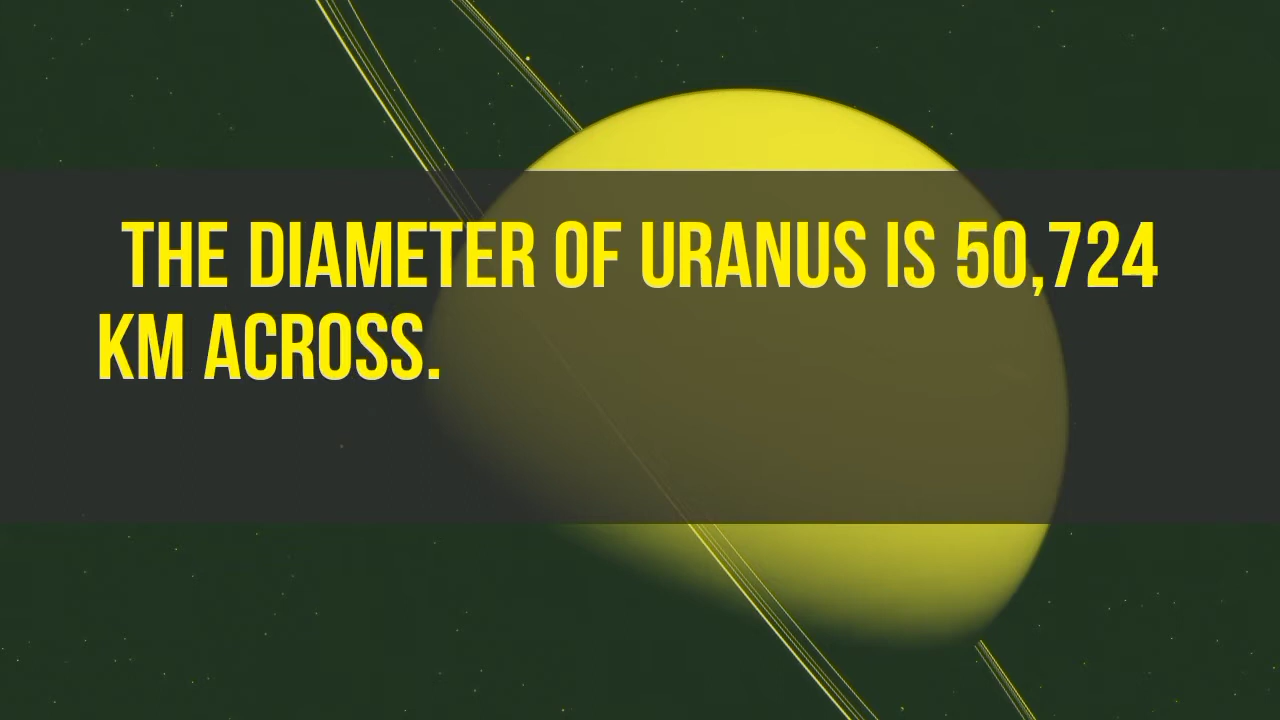 THE DIAMETER OF URANUS IS 50,724
KM ACROSS.